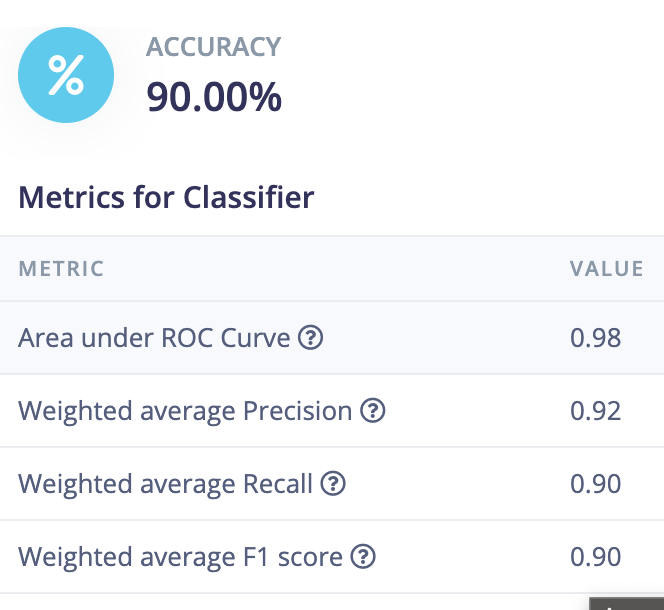 %
ACCURACY
90.00%
Metrics for Classifier
METRIC VALUE
Area under ROC Curve ? 0.98
Weighted average Precision ? 0.92
Weighted average Recall ? 0.90
Weighted average F1 score ? 0.90